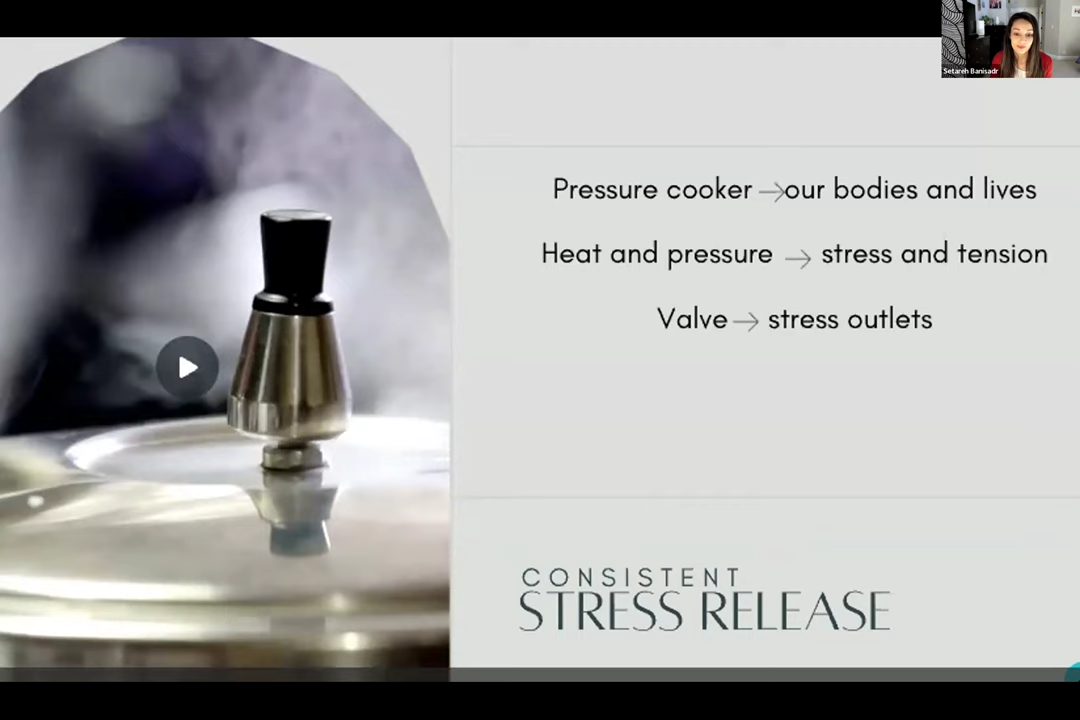 Setareh Banisadr
Pressure cooker → our bodies and lives
Heat and pressure → stress and tension
Valve → stress outlets
CONSISTENT
STRESS RELEASE